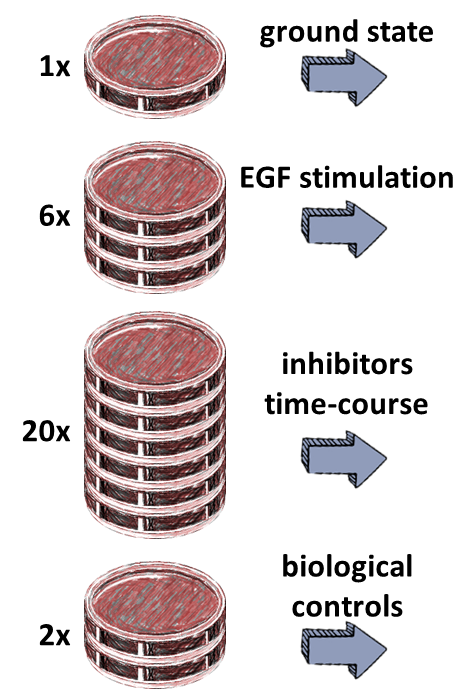 ground state
1x
EGF stimulation
6x
inhibitors
time-course
20x
biological
controls
2x